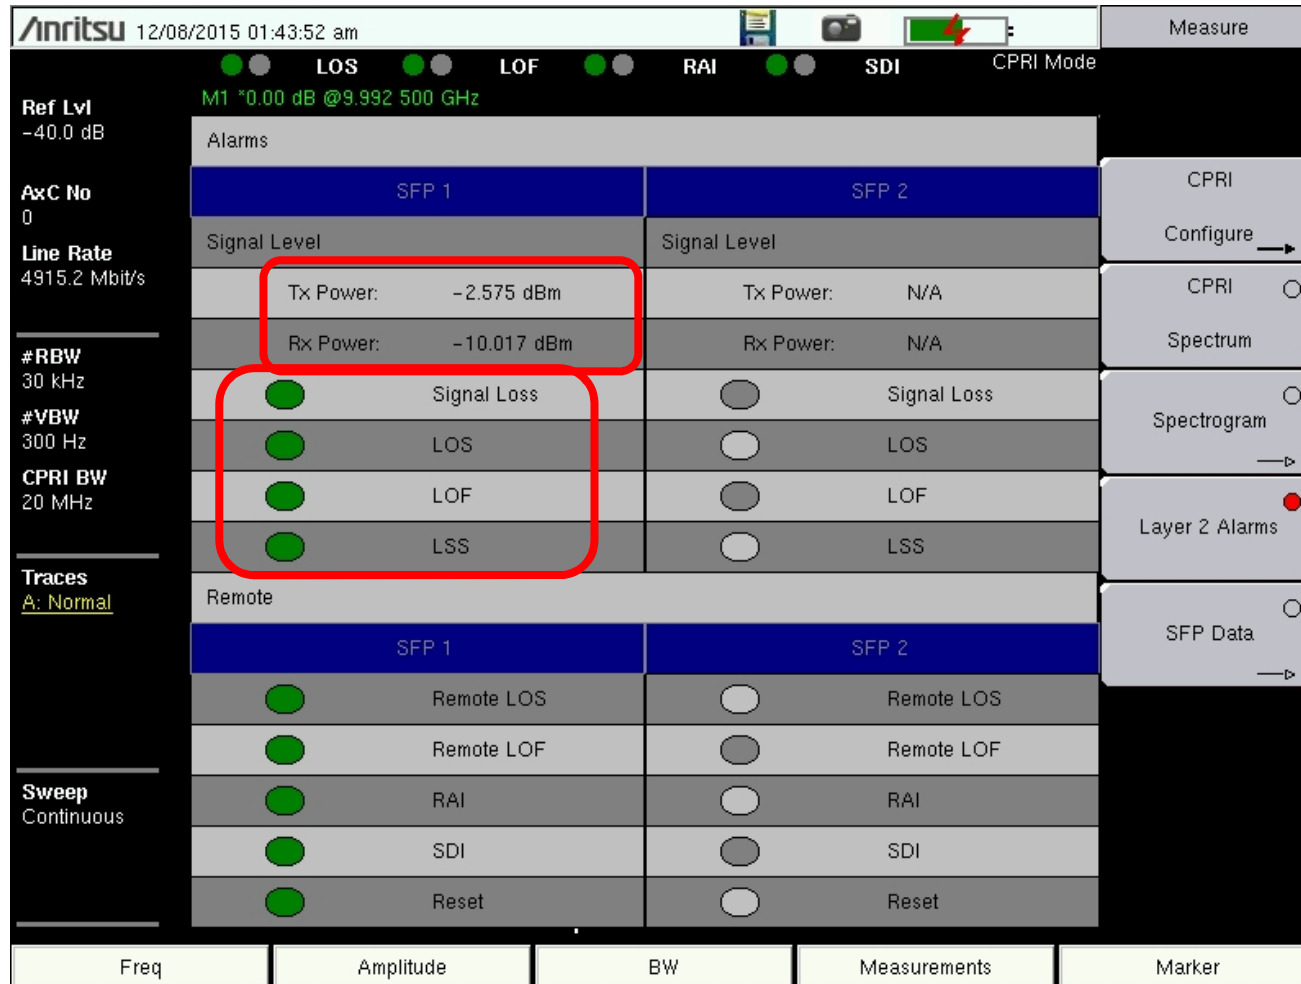 Anritsu 12/08/2015 01:43:52 am
Measure
LOS LOF RAI SDI CPRI Mode
M1 *0.00 dB @9.992 500 GHz
Ref Lvl
-40.0 dB
AxC No
0
Line Rate
4915.2 Mbit/s
#RBW
30 kHz
#VBW
300 Hz
CPRI BW
20 MHz
Traces
A: Normal
Sweep
Continuous
Alarms
SFP 1 SFP 2
Signal Level Signal Level
Tx Power: -2.575 dBm Tx Power: N/A
Rx Power: -10.017 dBm Rx Power: N/A
Signal Loss Signal Loss
LOS LOS
LOF LOF
LSS LSS
Remote
SFP 1 SFP 2
Remote LOS Remote LOS
Remote LOF Remote LOF
RAI RAI
SDI SDI
Reset Reset
CPRI
Configure
CPRI
Spectrum
Spectrogram
Layer 2 Alarms
SFP Data
Freq Amplitude BW Measurements Marker